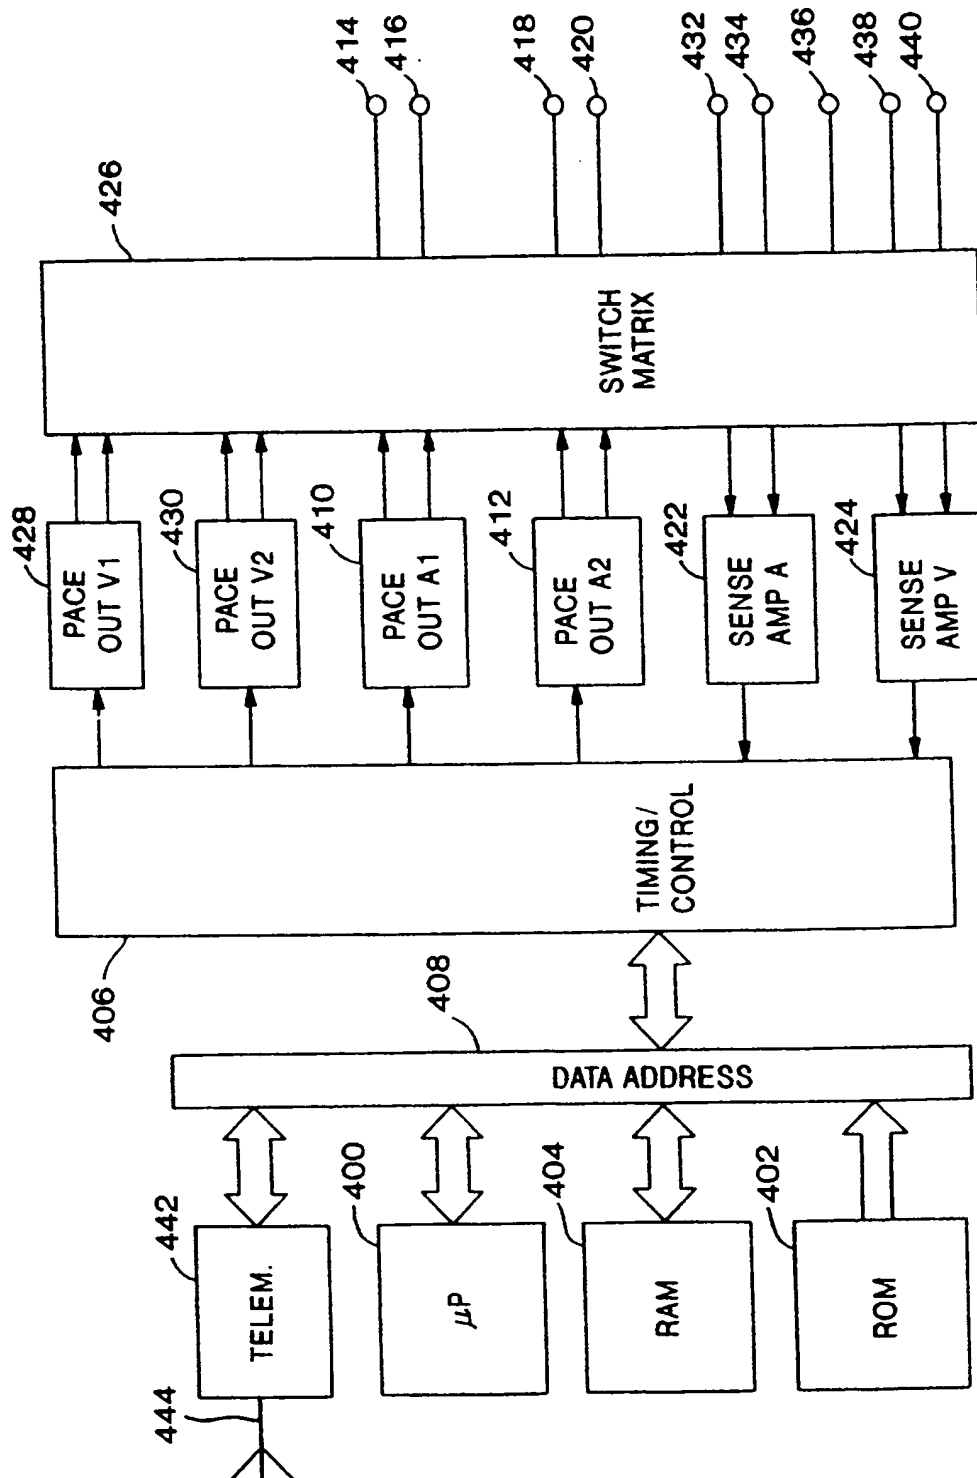 444
442
TELEM.
400
μP
404
RAM
402
ROM
408
DATA ADDRESS
406
TIMING/
CONTROL
428
PACE
OUT V1
430
PACE
OUT V2
410
PACE
OUT A1
412
PACE
OUT A2
422
SENSE
AMP A
424
SENSE
AMP V
426
SWITCH
MATRIX
414
416
418
420
432
434
436
438
440